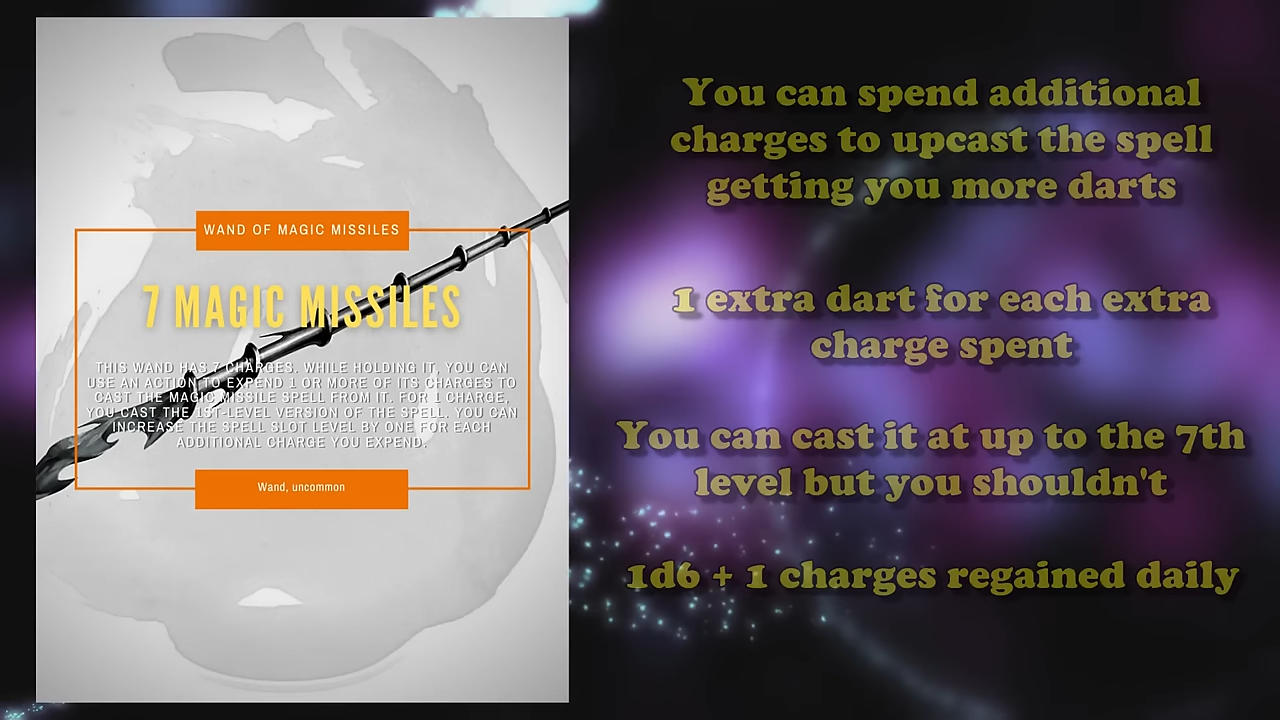 WAND OF MAGIC MISSILES
7 MAGIC MISSILES
THIS WAND HAS 7 CHARGES. WHILE HOLDING IT, YOU CAN
USE AN ACTION TO EXPEND 1 OR MORE OF ITS CHARGES TO
CAST THE MAGIC MISSILE SPELL FROM IT. FOR 1 CHARGE,
YOU CAST THE 1ST-LEVEL VERSION OF THE SPELL. YOU CAN
INCREASE THE SPELL SLOT LEVEL BY ONE FOR EACH
ADDITIONAL CHARGE YOU EXPEND.
Wand, uncommon
You can spend additional
charges to upcast the spell
getting you more darts
1 extra dart for each extra
charge spent
You can cast it at up to the 7th
level but you shouldn't
1d6 + 1 charges regained daily